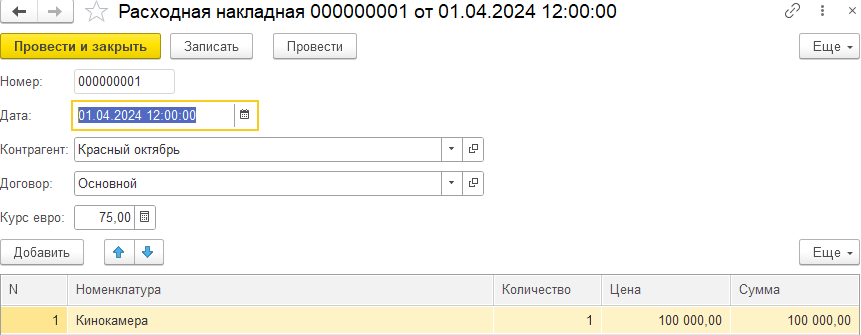 Расходная накладная 000000001 от 01.04.2024 12:00:00
Провести и закрыть Записать Провести Еще
Номер: 000000001
Дата: 01.04.2024 12:00:00
Контрагент: Красный октябрь
Договор: Основной
Курс евро: 75,00
Добавить Еще
N Номенклатура Количество Цена Сумма
1 Кинокамера 1 100 000,00 100 000,00